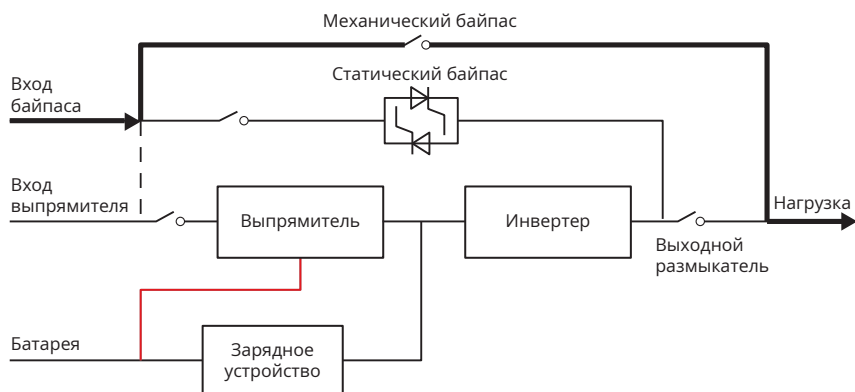 Механический байпас
Статический байпас
Вход
байпаса
Вход
выпрямителя
Выпрямитель
Инвертер
Нагрузка
Выходной
размыкатель
Батарея
Зарядное
устройство